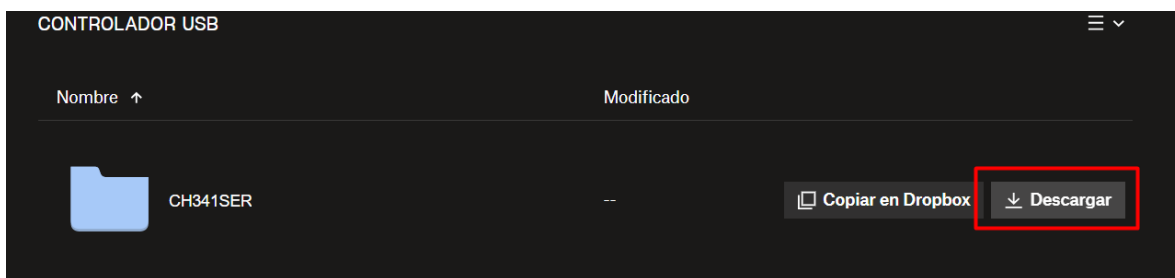 CONTROLADOR USB
Nombre ↑ Modificado
CH341SER -- Copiar en Dropbox Descargar